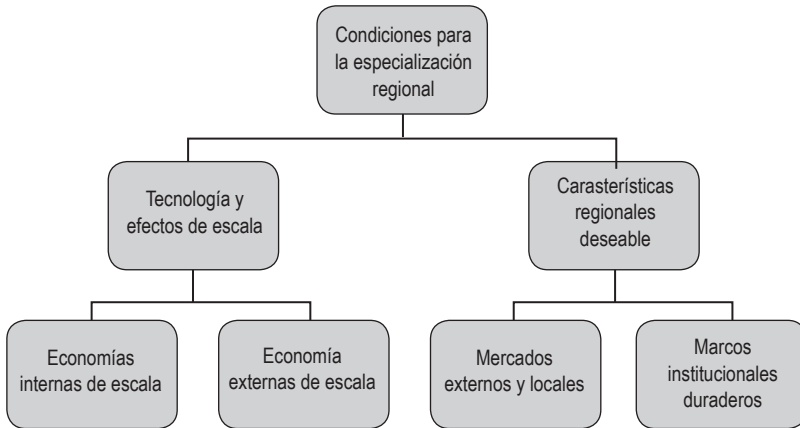 Condiciones para
la especialización
regional
Tecnología y
efectos de escala
Carasterísticas
regionales
deseable
Economías
internas de escala
Economía
externas de escala
Mercados
externos y locales
Marcos
institucionales
duraderos